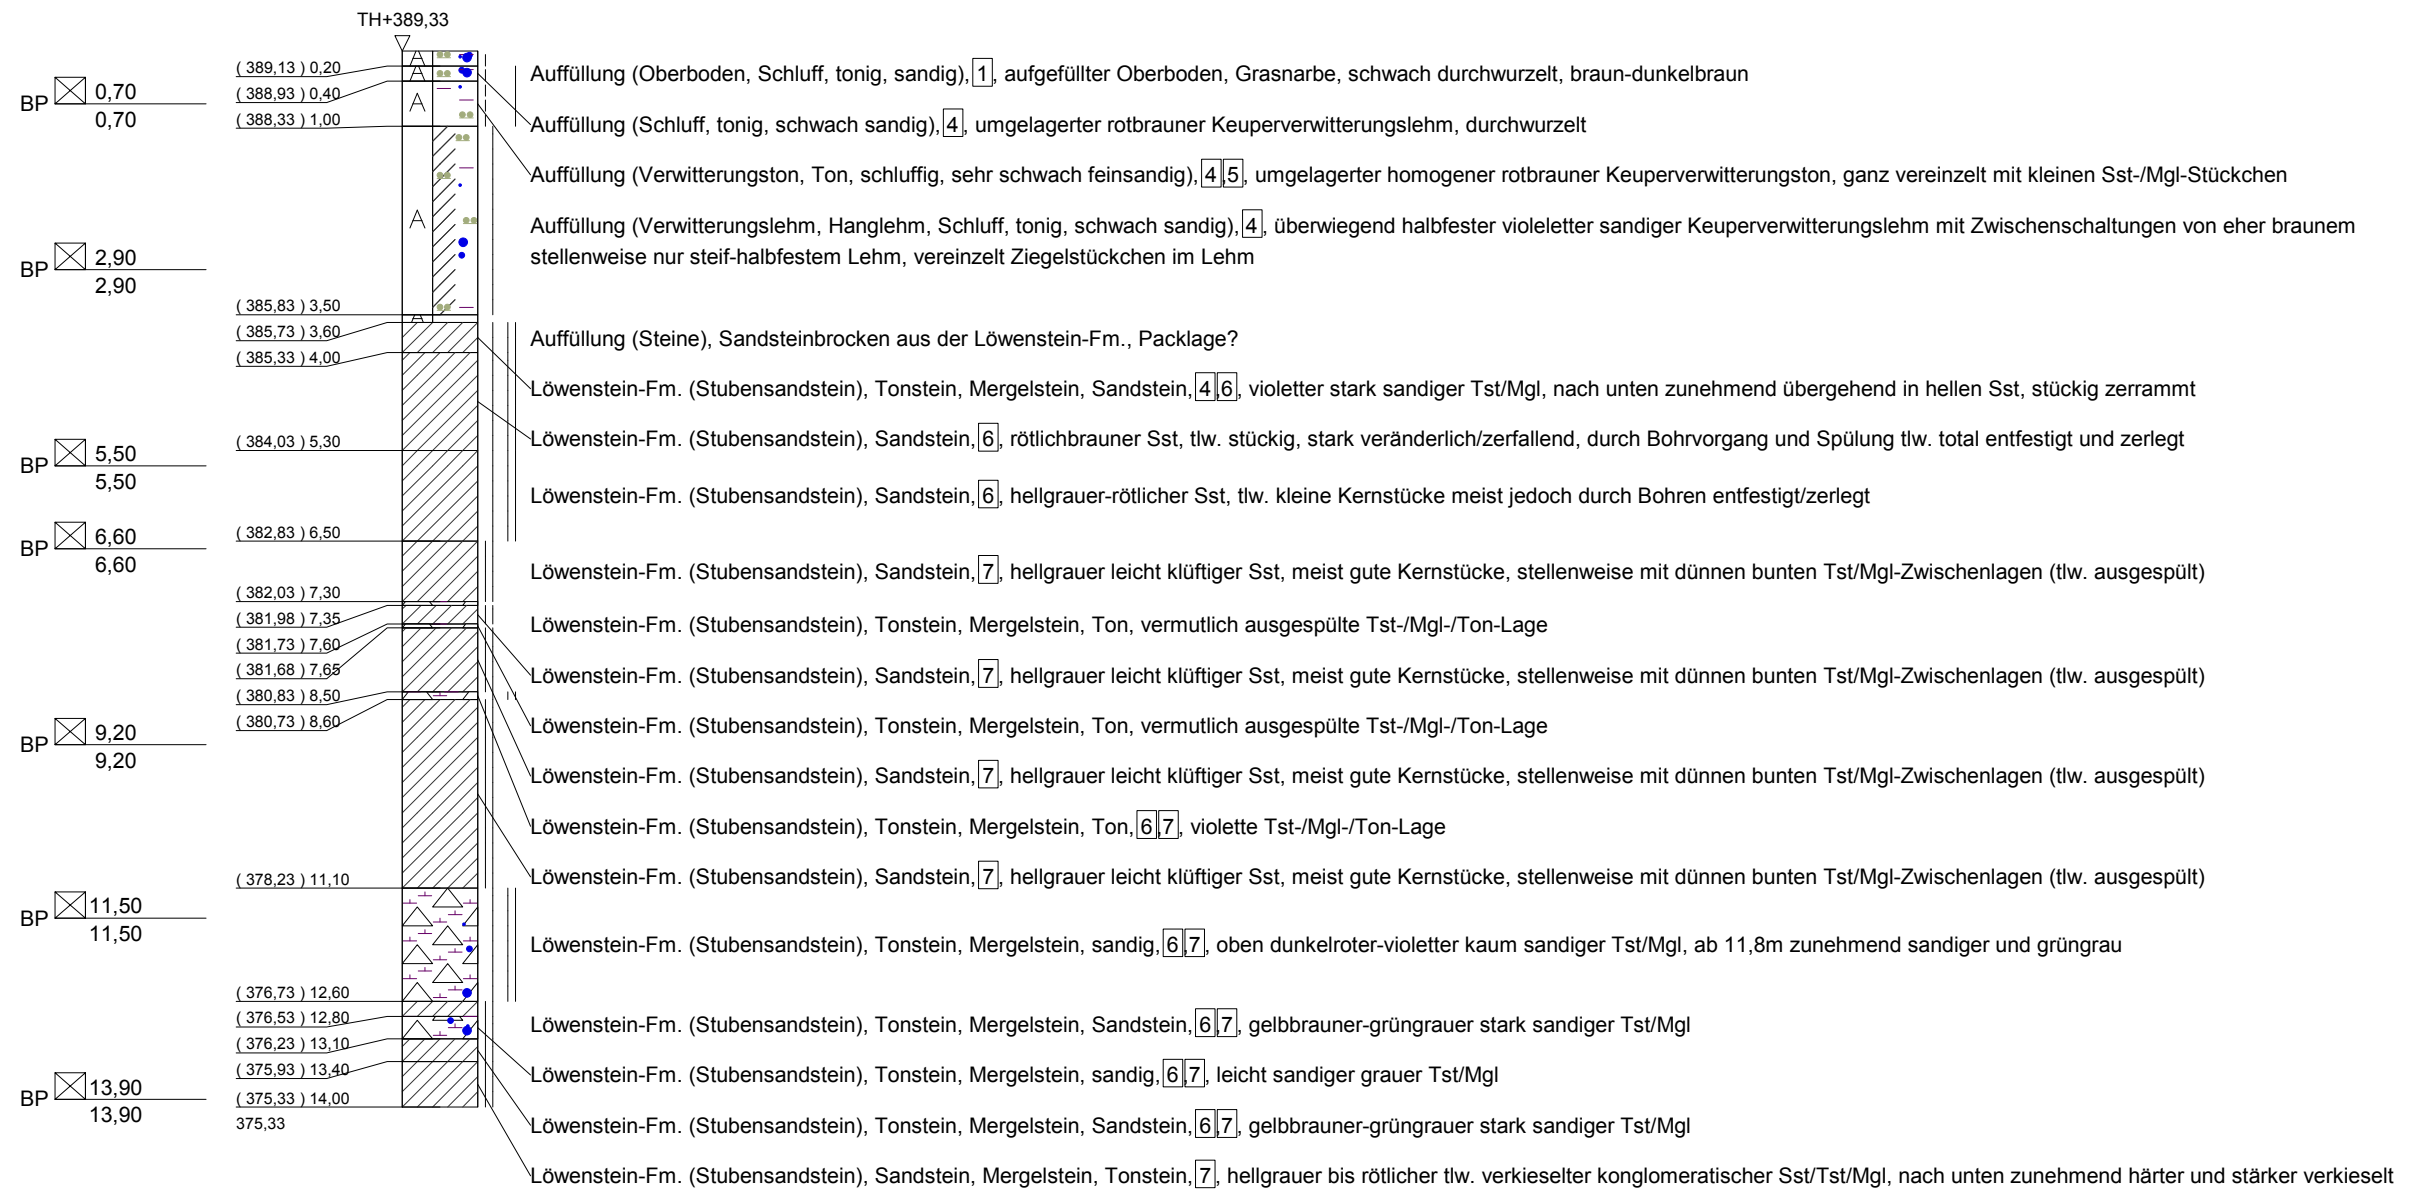 TH+389,33
BP 0,70
0,70
BP 2,90
2,90
BP 5,50
5,50
BP 6,60
6,60
BP 9,20
9,20
BP 11,50
11,50
BP 13,90
13,90
( 389,13 ) 0,20
( 388,93 ) 0,40
( 388,33 ) 1,00
( 385,83 ) 3,50
( 385,73 ) 3,60
( 385,33 ) 4,00
( 384,03 ) 5,30
( 382,83 ) 6,50
( 382,03 ) 7,30
( 381,98 ) 7,35
( 381,73 ) 7,60
( 381,68 ) 7,65
( 380,83 ) 8,50
( 380,73 ) 8,60
( 378,23 ) 11,10
( 376,73 ) 12,60
( 376,53 ) 12,80
( 376,23 ) 13,10
( 375,93 ) 13,40
( 375,33 ) 14,00
375,33
A
A
A
A
A
Auffüllung (Oberboden, Schluff, tonig, sandig), 1, aufgefüllter Oberboden, Grasnarbe, schwach durchwurzelt, braun-dunkelbraun
Auffüllung (Schluff, tonig, schwach sandig), 4, umgelagerter rotbrauner Keuperverwitterungslehm, durchwurzelt
Auffüllung (Verwitterungston, Ton, schluffig, sehr schwach feinsandig), 4,5, umgelagerter homogener rotbrauner Keuperverwitterungston, ganz vereinzelt mit kleinen Sst-/Mgl-Stückchen
Auffüllung (Verwitterungslehm, Hanglehm, Schluff, tonig, schwach sandig), 4, überwiegend halbfester violeletter sandiger Keuperverwitterungslehm mit Zwischenschaltungen von eher braunem
stellenweise nur steif-halbfestem Lehm, vereinzelt Ziegelstückchen im Lehm
Auffüllung (Steine), Sandsteinbrocken aus der Löwenstein-Fm., Packlage?
Löwenstein-Fm. (Stubensandstein), Tonstein, Mergelstein, Sandstein, 4,6, violetter stark sandiger Tst/Mgl, nach unten zunehmend übergehend in hellen Sst, stückig zerrammt
Löwenstein-Fm. (Stubensandstein), Sandstein, 6, rötlichbrauner Sst, tlw. stückig, stark veränderlich/zerfallend, durch Bohrvorgang und Spülung tlw. total entfestigt und zerlegt
Löwenstein-Fm. (Stubensandstein), Sandstein, 6, hellgrauer-rötlicher Sst, tlw. kleine Kernstücke meist jedoch durch Bohren entfestigt/zerlegt
Löwenstein-Fm. (Stubensandstein), Sandstein, 7, hellgrauer leicht klüftiger Sst, meist gute Kernstücke, stellenweise mit dünnen bunten Tst/Mgl-Zwischenlagen (tlw. ausgespült)
Löwenstein-Fm. (Stubensandstein), Tonstein, Mergelstein, Ton, vermutlich ausgespülte Tst-/Mgl-/Ton-Lage
Löwenstein-Fm. (Stubensandstein), Sandstein, 7, hellgrauer leicht klüftiger Sst, meist gute Kernstücke, stellenweise mit dünnen bunten Tst/Mgl-Zwischenlagen (tlw. ausgespült)
Löwenstein-Fm. (Stubensandstein), Tonstein, Mergelstein, Ton, vermutlich ausgespülte Tst-/Mgl-/Ton-Lage
Löwenstein-Fm. (Stubensandstein), Sandstein, 7, hellgrauer leicht klüftiger Sst, meist gute Kernstücke, stellenweise mit dünnen bunten Tst/Mgl-Zwischenlagen (tlw. ausgespült)
Löwenstein-Fm. (Stubensandstein), Tonstein, Mergelstein, Ton, 6,7, violette Tst-/Mgl-/Ton-Lage
Löwenstein-Fm. (Stubensandstein), Sandstein, 7, hellgrauer leicht klüftiger Sst, meist gute Kernstücke, stellenweise mit dünnen bunten Tst/Mgl-Zwischenlagen (tlw. ausgespült)
Löwenstein-Fm. (Stubensandstein), Tonstein, Mergelstein, sandig, 6,7, oben dunkelroter-violetter kaum sandiger Tst/Mgl, ab 11,8m zunehmend sandiger und grüngrau
Löwenstein-Fm. (Stubensandstein), Tonstein, Mergelstein, Sandstein, 6,7, gelbbrauner-grüngrauer stark sandiger Tst/Mgl
Löwenstein-Fm. (Stubensandstein), Tonstein, Mergelstein, sandig, 6,7, leicht sandiger grauer Tst/Mgl
Löwenstein-Fm. (Stubensandstein), Tonstein, Mergelstein, Sandstein, 6,7, gelbbrauner-grüngrauer stark sandiger Tst/Mgl
Löwenstein-Fm. (Stubensandstein), Sandstein, Mergelstein, Tonstein, 7, hellgrauer bis rötlicher tlw. verkieselter konglomeratischer Sst/Tst/Mgl, nach unten zunehmend härter und stärker verkieselt